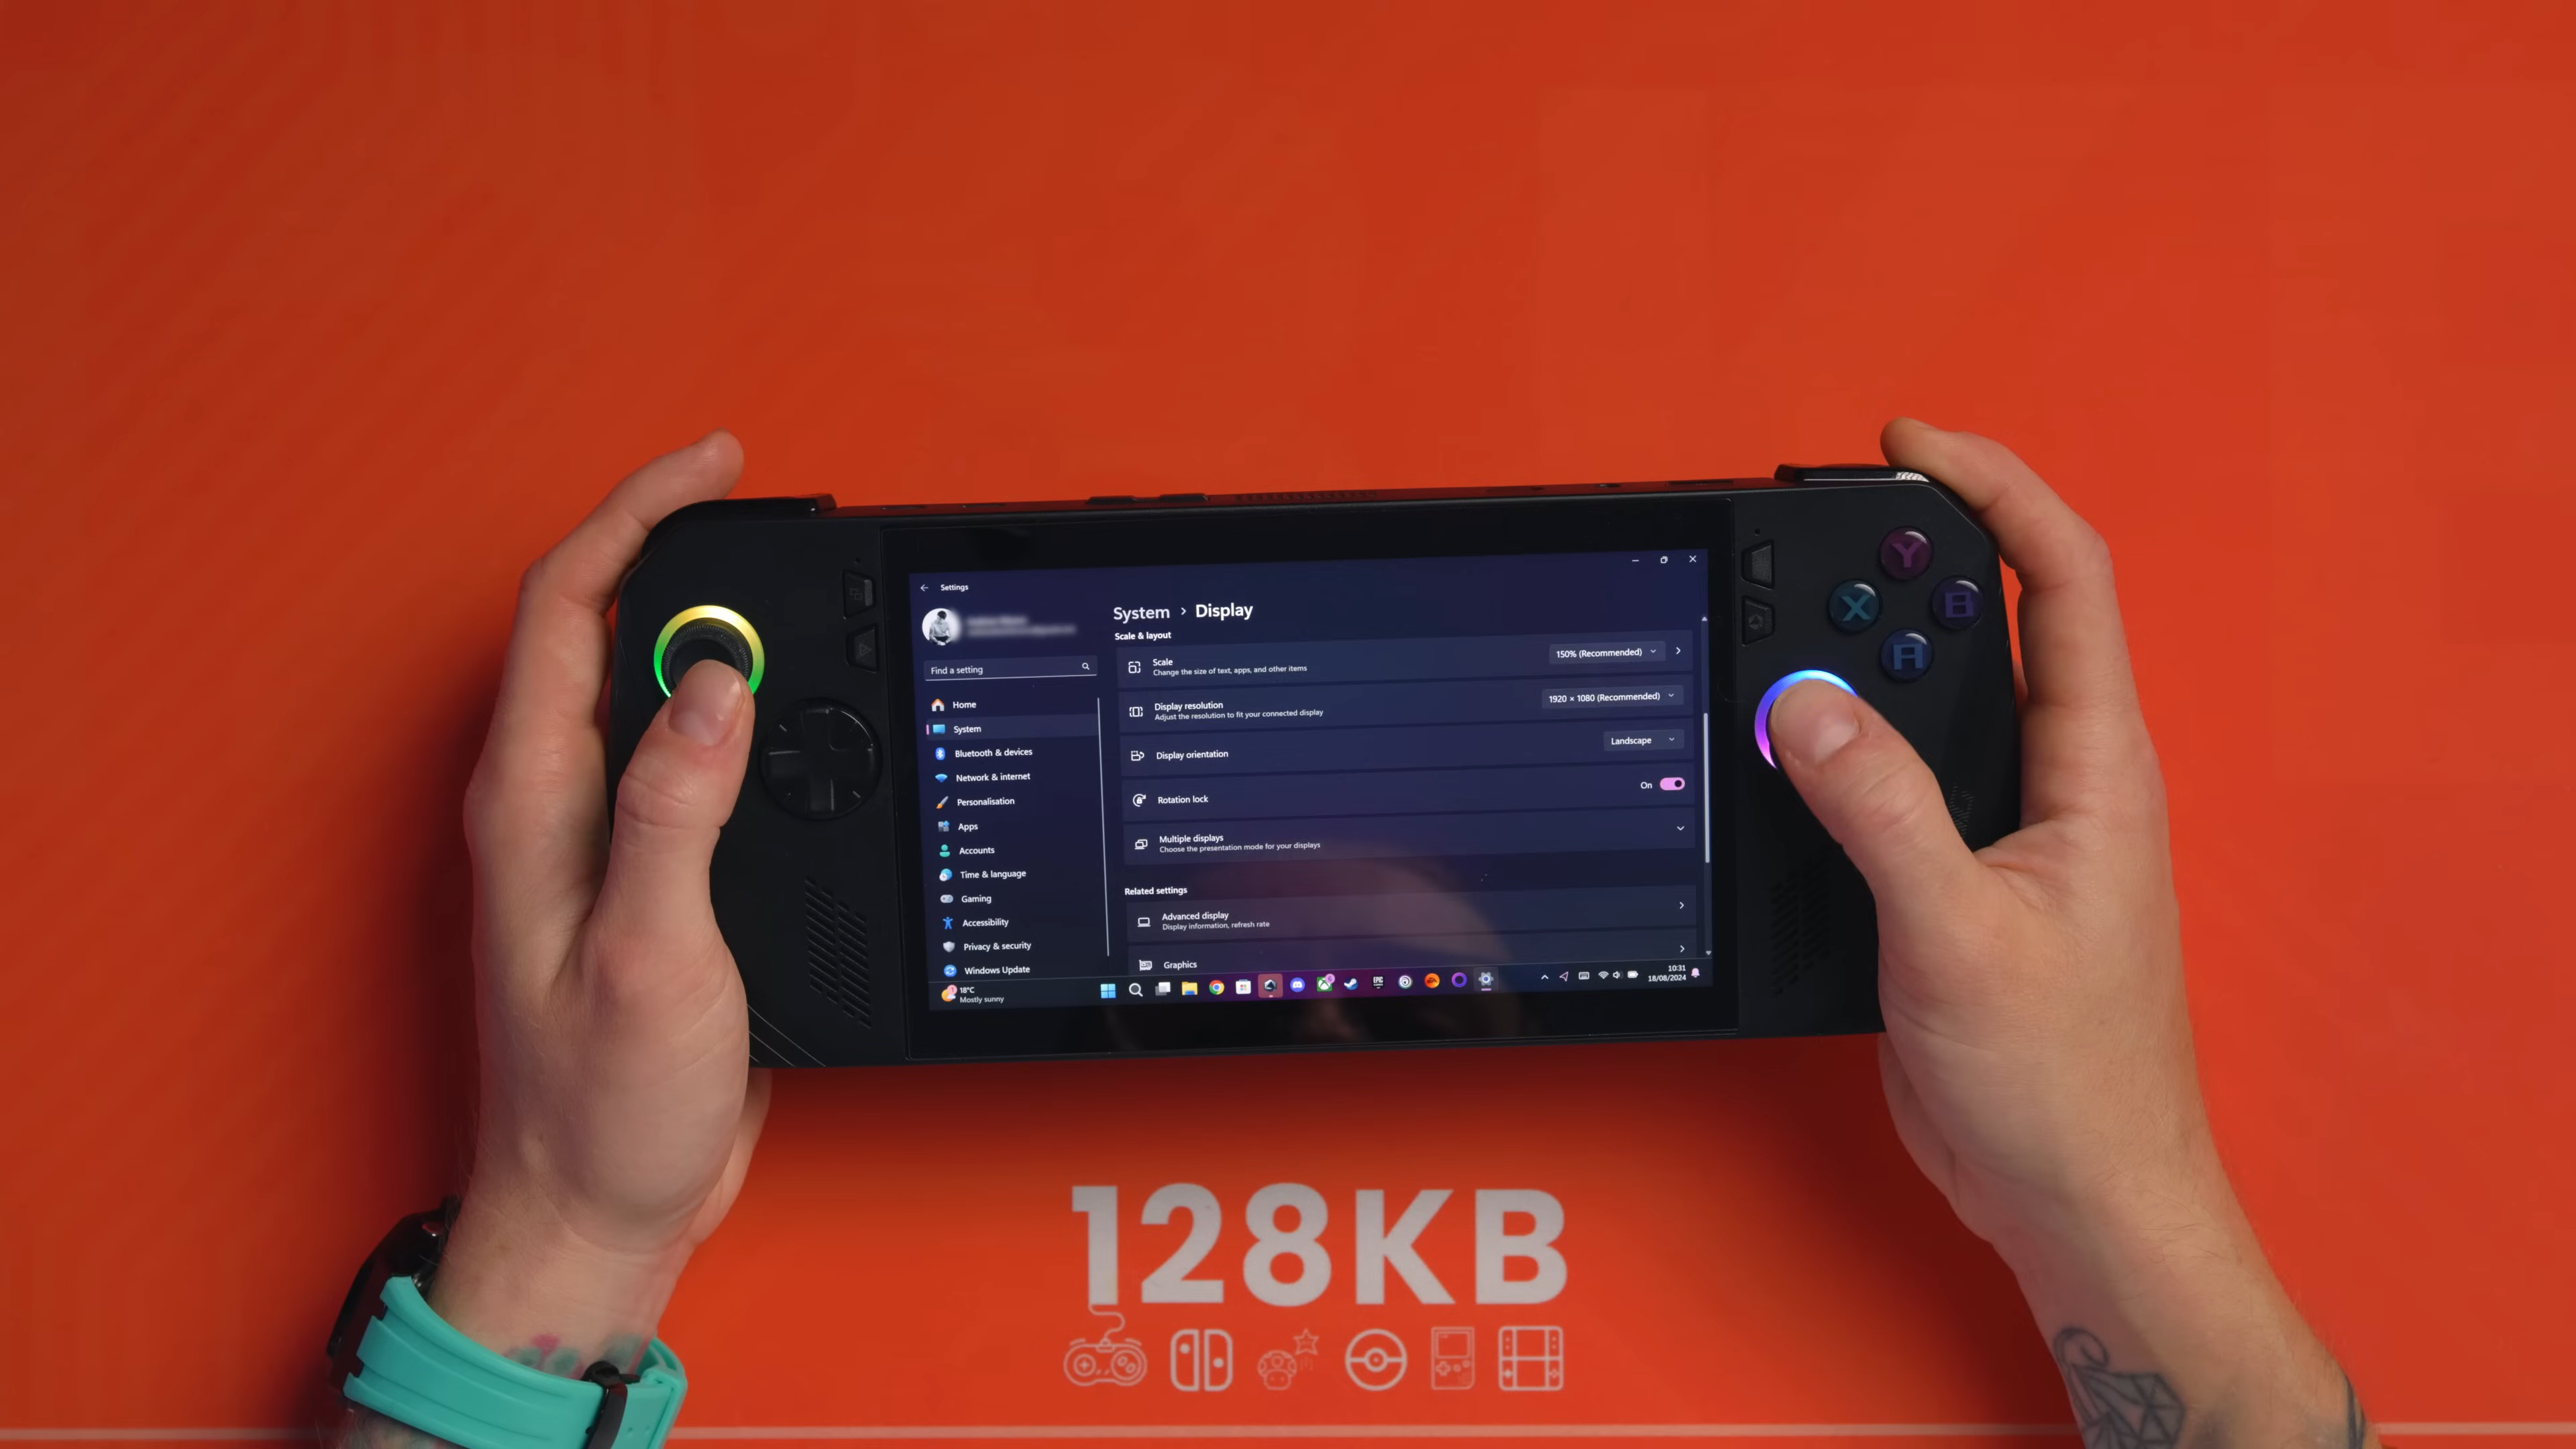 Settings
Find a setting
Home
System
Bluetooth & devices
Network & internet
Personalisation
Apps
Accounts
Time & language
Gaming
Accessibility
Privacy & security
Windows Update
System › Display
Scale & layout
Scale
Change the size of text, apps, and other items
150% (Recommended)
Display resolution
Adjust the resolution to fit your connected display
1920 × 1080 (Recommended)
Display orientation
Landscape
Rotation lock
On
Multiple displays
Choose the presentation mode for your displays
Related settings
Advanced display
Display information, refresh rate
Graphics
18°C
Mostly sunny
EPIC
10:31
18/08/2024
Y
X
B
A
128KB